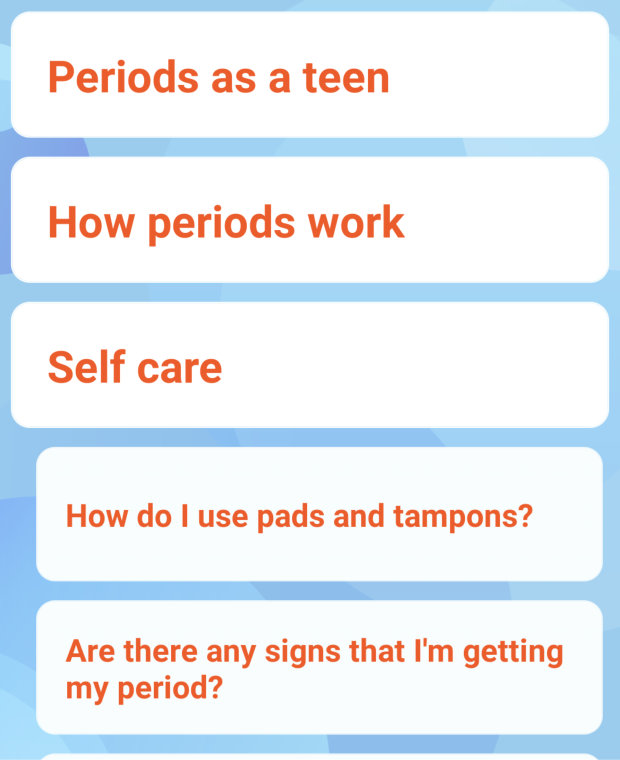 Periods as a teen
How periods work
Self care
How do I use pads and tampons?
Are there any signs that I'm getting
my period?